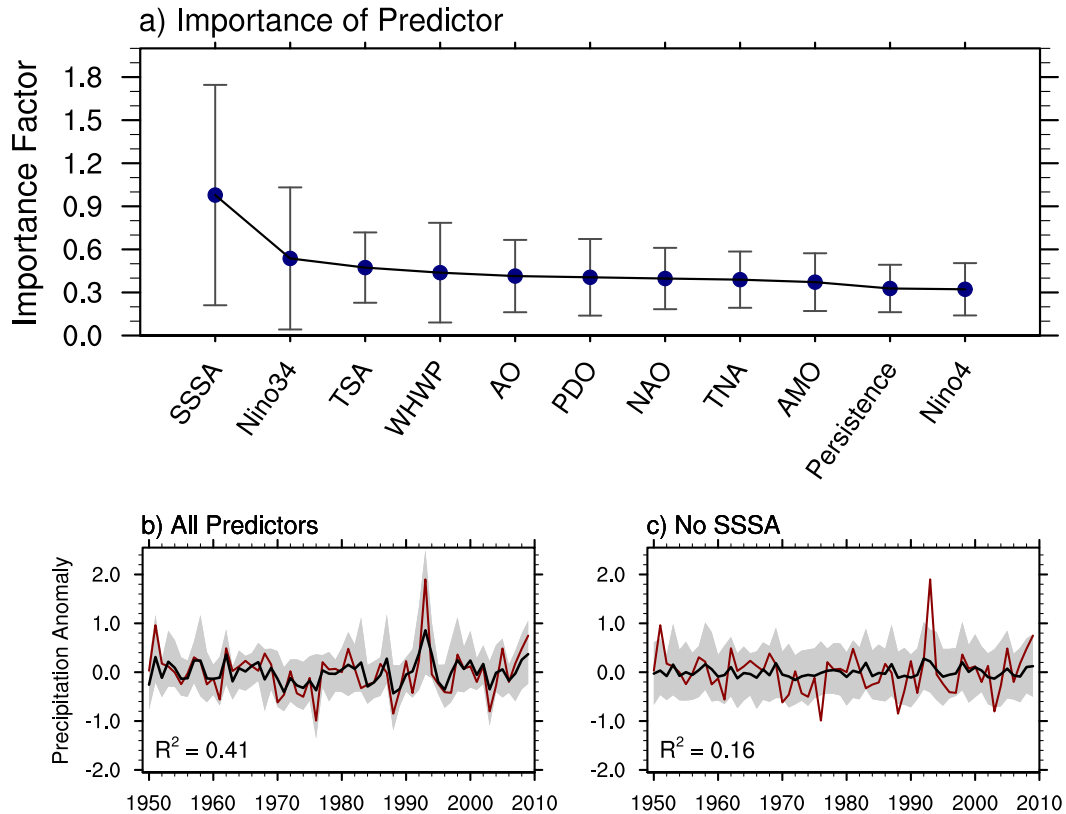 a) Importance of Predictor
Importance Factor
1.8
1.5
1.2
0.9
0.6
0.3
0.0
SSSA
Nino34
TSA
WHWP
AO
PDO
NAO
TNA
AMO
Persistence
Nino4
b) All Predictors
Precipitation Anomaly
2.0
1.0
0.0
-1.0
-2.0
R² = 0.41
1950 1960 1970 1980 1990 2000 2010
c) No SSSA
2.0
1.0
0.0
-1.0
-2.0
R² = 0.16
1950 1960 1970 1980 1990 2000 2010